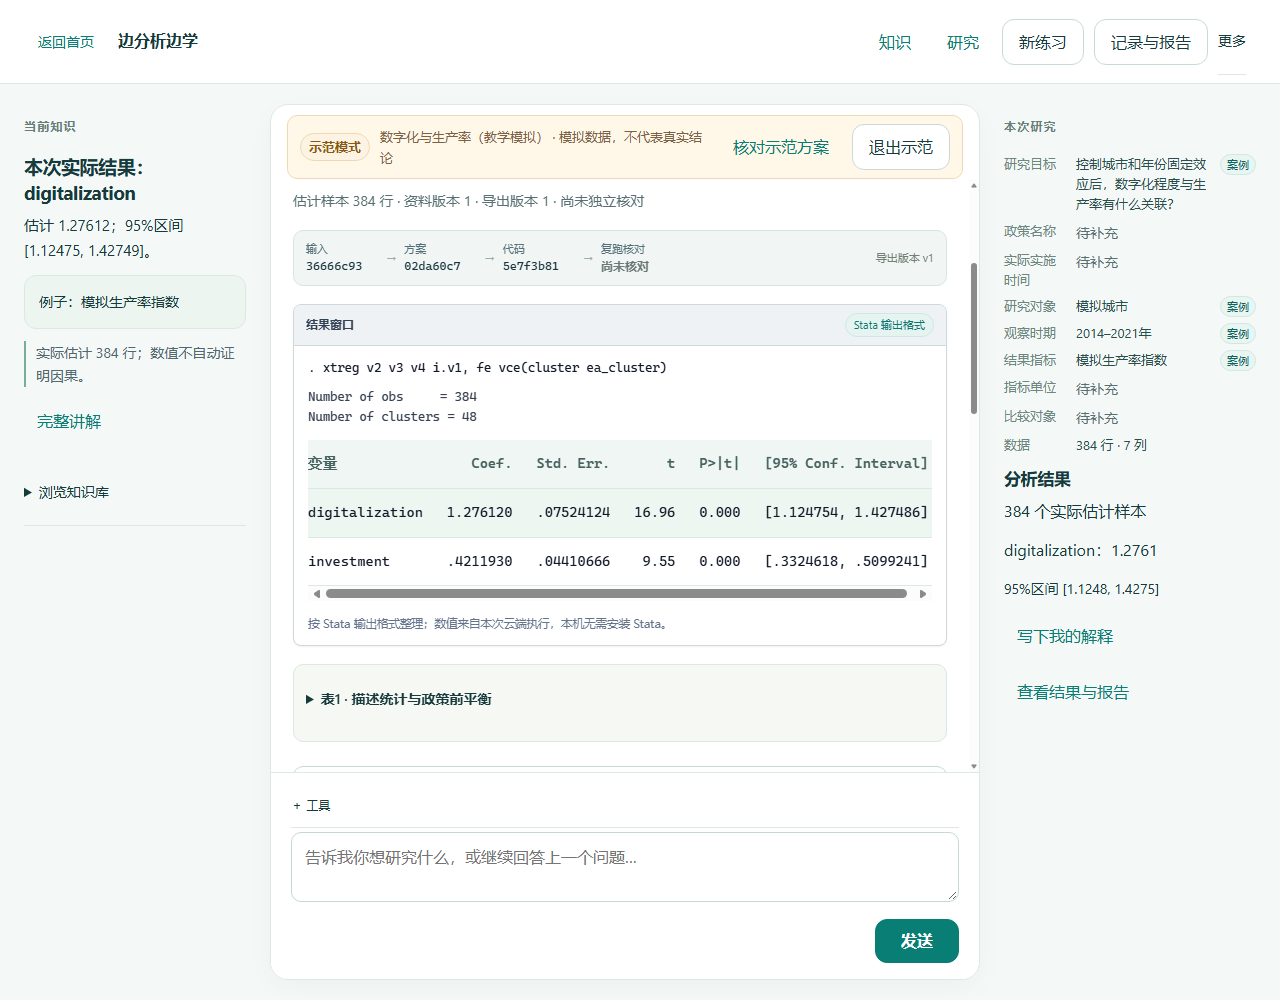 返回首页
边分析边学
知识
研究
新练习
记录与报告
更多
当前知识
本次实际结果：
digitalization
估计 1.27612；95%区间
[1.12475, 1.42749]。
例子：模拟生产率指数
实际估计 384 行；数值不自动证
明因果。
完整讲解
▶ 浏览知识库
示范模式
数字化与生产率（教学模拟） · 模拟数据，不代表真实结
论
核对示范方案
退出示范
估计样本 384 行 · 资料版本 1 · 导出版本 1 · 尚未独立核对
输入
36666c93
→
方案
02da60c7
→
代码
5e7f3b81
→
复跑核对
尚未核对
导出版本 v1
结果窗口
Stata 输出格式
. xtreg v2 v3 v4 i.v1, fe vce(cluster ea_cluster)
Number of obs = 384
Number of clusters = 48
变量 Coef. Std. Err. t P>|t| [95% Conf. Interval]
digitalization 1.276120 .07524124 16.96 0.000 [1.124754, 1.427486]
investment .4211930 .04410666 9.55 0.000 [.3324618, .5099241]
按 Stata 输出格式整理；数值来自本次云端执行，本机无需安装 Stata。
▶ 表1 · 描述统计与政策前平衡
+ 工具
告诉我你想研究什么，或继续回答上一个问题...
发送
本次研究
研究目标
控制城市和年份固定效
应后，数字化程度与生
产率有什么关联？
案例
政策名称
待补充
实际实施
时间
待补充
研究对象
模拟城市
案例
观察时期
2014–2021年
案例
结果指标
模拟生产率指数
案例
指标单位
待补充
比较对象
待补充
数据
384 行 · 7 列
分析结果
384 个实际估计样本
digitalization：1.2761
95%区间 [1.1248, 1.4275]
写下我的解释
查看结果与报告